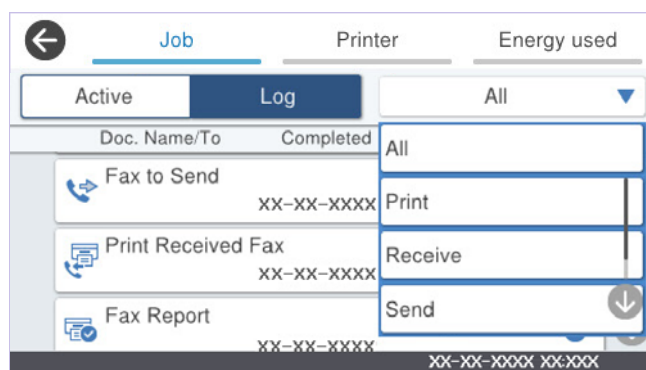 Job Printer Energy used
Active Log All
Doc. Name/To Completed
All
Fax to Send
XX-XX-XXXX
Print
Print Received Fax
XX-XX-XXXX
Receive
Fax Report
XX-XX-XXXX
Send
XX-XX-XXXX XX:XXX